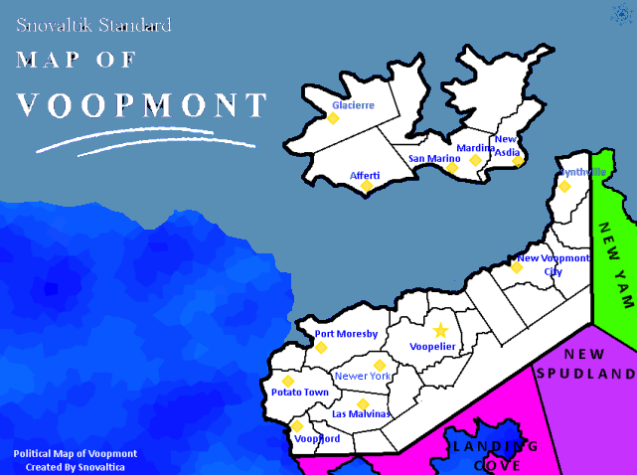 Snovaltik Standard
MAP OF
VOOPMONT
Glacierre
Afferti
San Marino
Mardina
New
Asdia
Synthville
NEW YAM
New Voopmont
City
Port Moresby
Voopelier
Newer York
Potato Town
Las Malvinas
Voopfjord
NEW
SPUDLAND
LANDING
COVE
Political Map of Voopmont
Created By Snovaltica